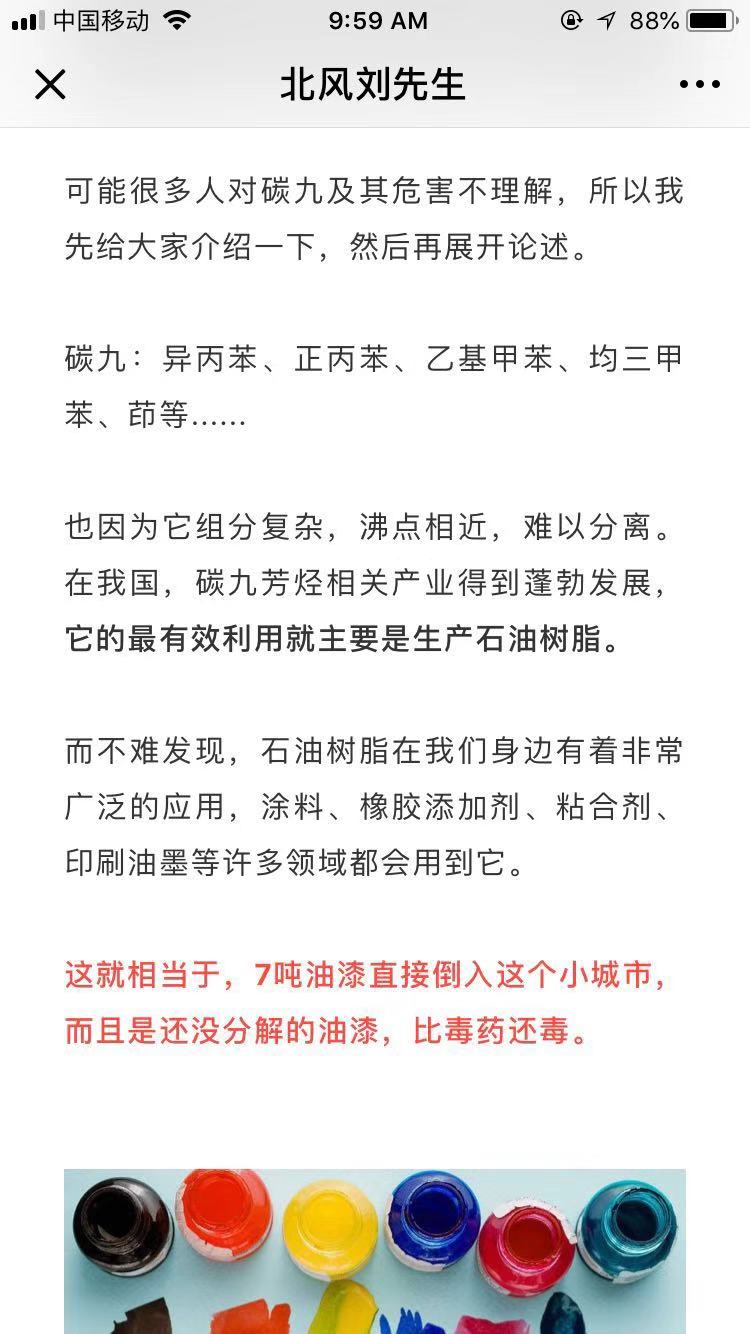 中国移动 9:59 AM 88%
北风刘先生
可能很多人对碳九及其危害不理解，所以我
先给大家介绍一下，然后再展开论述。
碳九：异丙苯、正丙苯、乙基甲苯、均三甲
苯、茚等……
也因为它组分复杂，沸点相近，难以分离。
在我国，碳九芳烃相关产业得到蓬勃发展，
它的最有效利用就主要是生产石油树脂。
而不难发现，石油树脂在我们身边有着非常
广泛的应用，涂料、橡胶添加剂、粘合剂、
印刷油墨等许多领域都会用到它。
这就相当于，7吨油漆直接倒入这个小城市，
而且是还没分解的油漆，比毒药还毒。